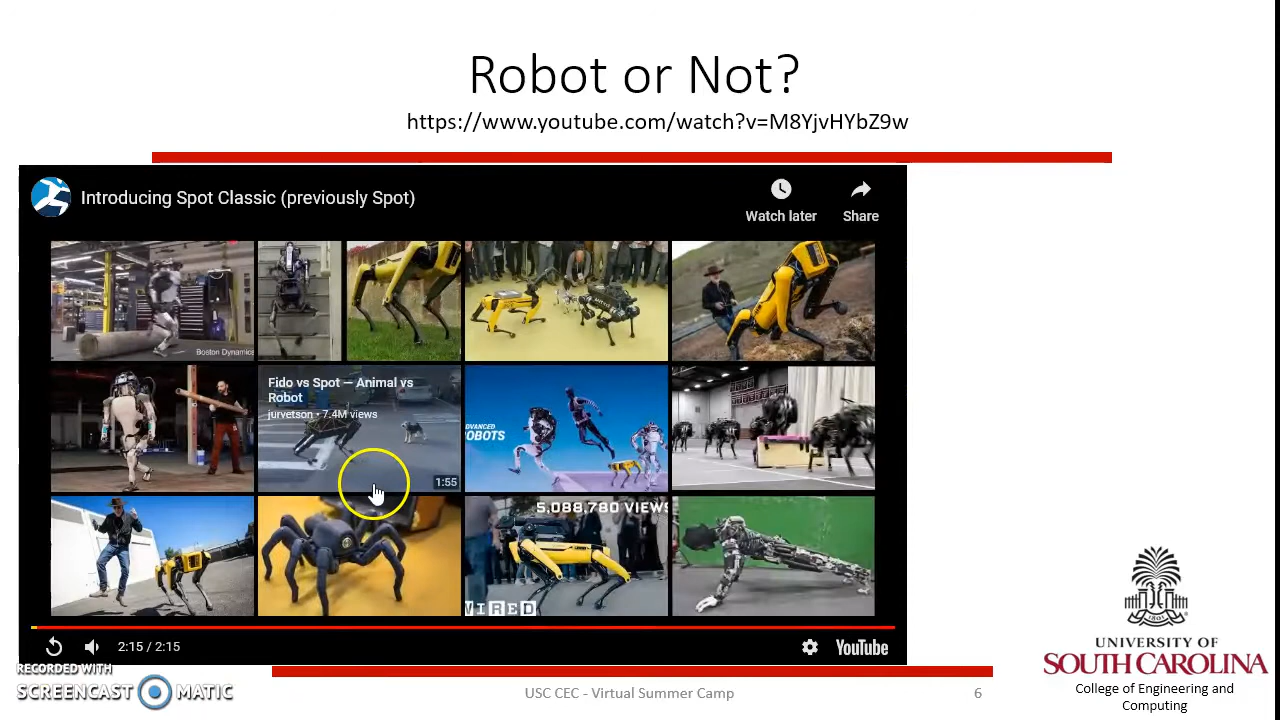 Robot or Not?
https://www.youtube.com/watch?v=M8YjvHYbZ9w
Introducing Spot Classic (previously Spot)
Watch later
Share
Boston Dynamics
Fido vs Spot — Animal vs
Robot
jurvetson • 7.4M views
1:55
ADVANCED
ROBOTS
5,088,780 VIEWS
WIRED
2:15 / 2:15
YouTube
RECORDED WITH
SCREENCAST MATIC
USC CEC - Virtual Summer Camp
6
UNIVERSITY OF
SOUTH CAROLINA
College of Engineering and
Computing